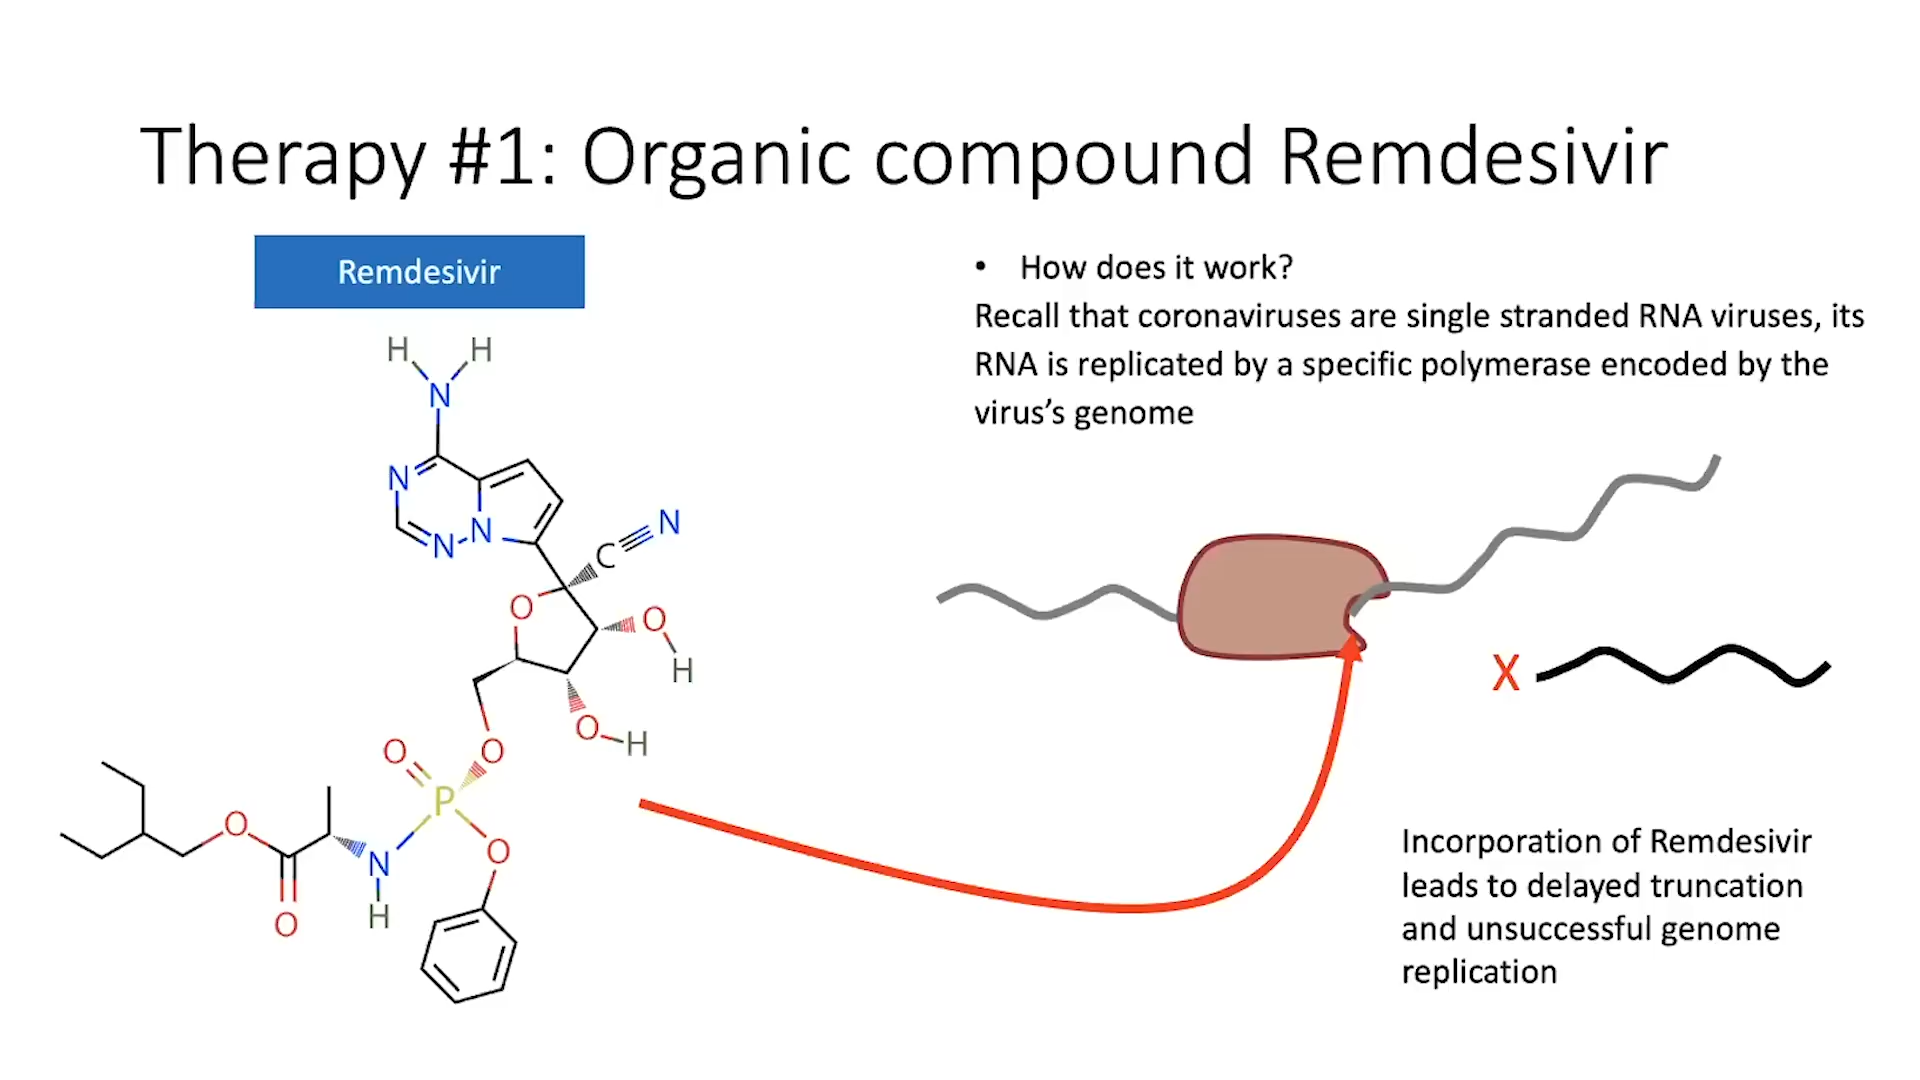 Therapy #1: Organic compound Remdesivir
Remdesivir
• How does it work?
Recall that coronaviruses are single stranded RNA viruses, its
RNA is replicated by a specific polymerase encoded by the
virus’s genome
H H
N
N
N
N
C
N
O
O
H
O
H
O
O
P
O
N
H
O
O
X
Incorporation of Remdesivir
leads to delayed truncation
and unsuccessful genome
replication